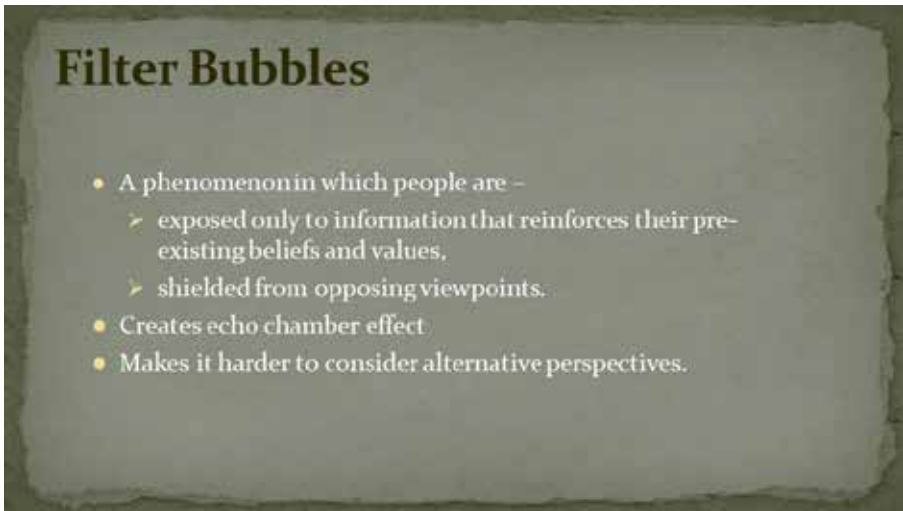 Filter Bubbles
• A phenomenon in which people are –
➢ exposed only to information that reinforces their pre-
existing beliefs and values,
➢ shielded from opposing viewpoints.
• Creates echo chamber effect
• Makes it harder to consider alternative perspectives.